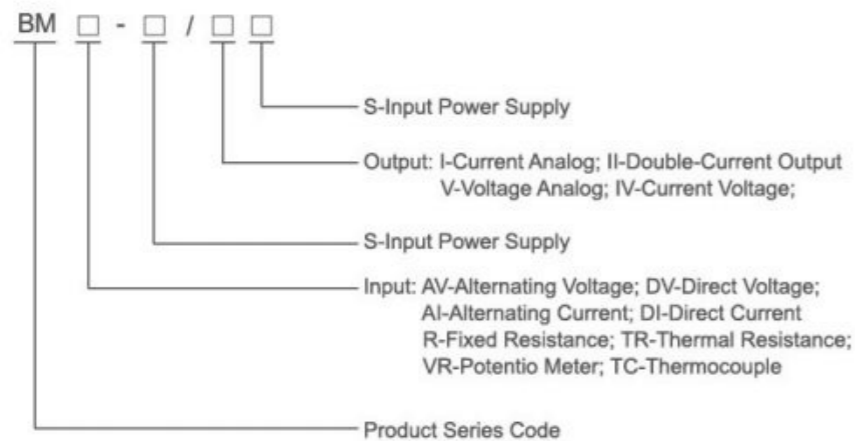 BM □ - □ / □ □
S-Input Power Supply
Output: I-Current Analog; II-Double-Current Output
V-Voltage Analog; IV-Current Voltage;
S-Input Power Supply
Input: AV-Alternating Voltage; DV-Direct Voltage;
AI-Alternating Current; DI-Direct Current
R-Fixed Resistance; TR-Thermal Resistance;
VR-Potentio Meter; TC-Thermocouple
Product Series Code